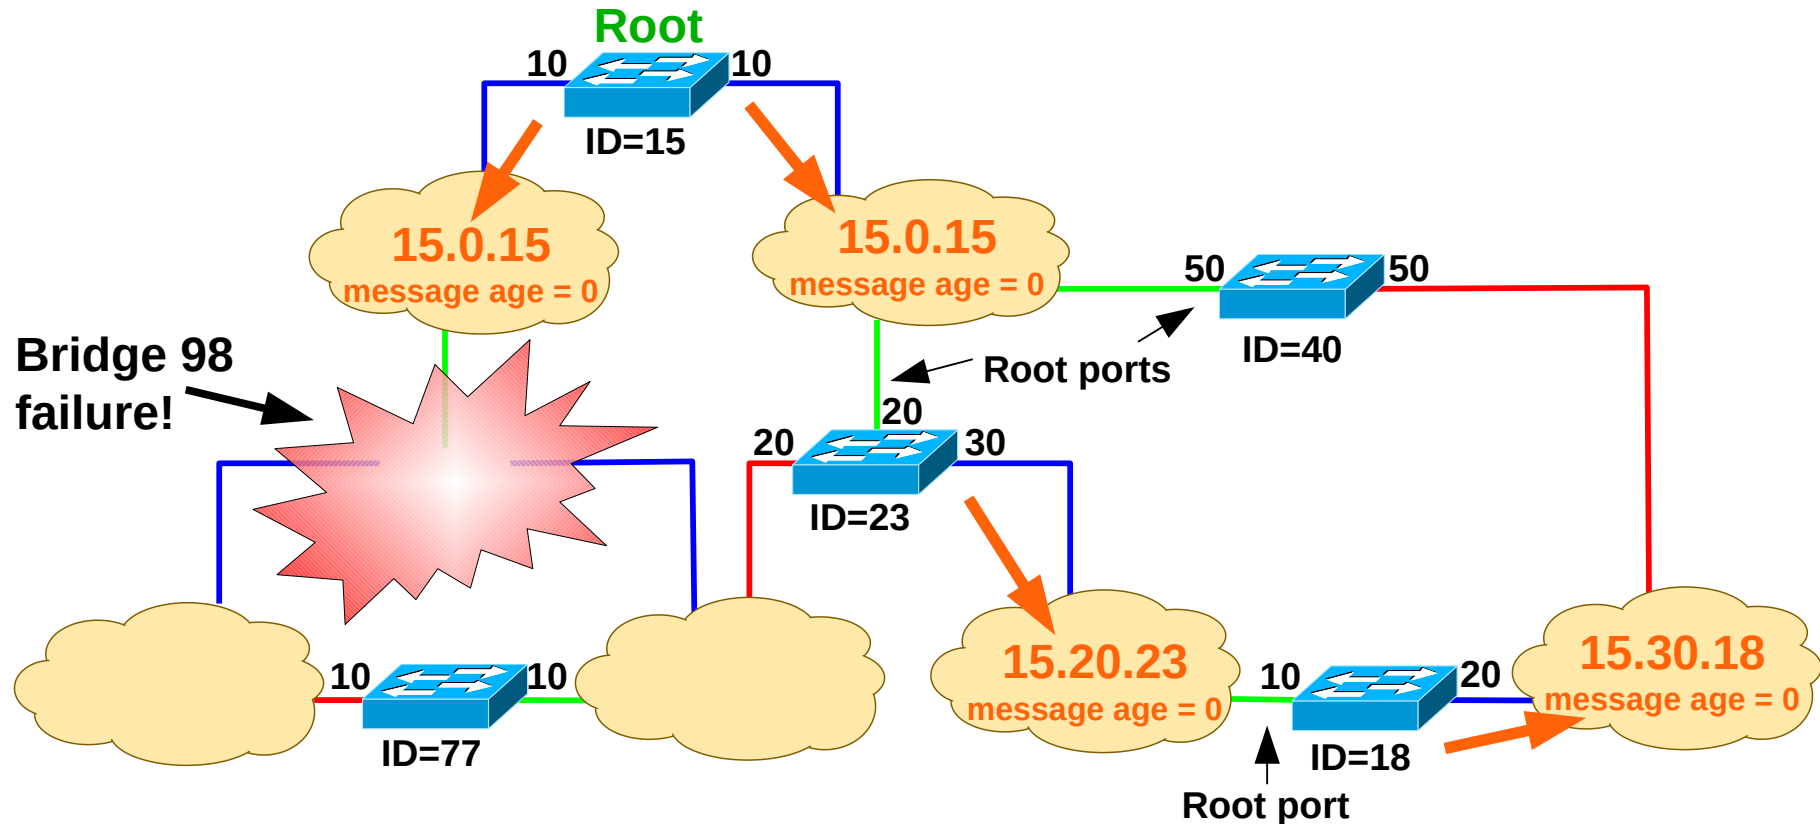 Root
10
10
ID=15
15.0.15
message age = 0
15.0.15
message age = 0
50
50
ID=40
Bridge 98
failure!
Root ports
20
20
30
ID=23
10
10
ID=77
15.20.23
message age = 0
10
20
ID=18
15.30.18
message age = 0
Root port